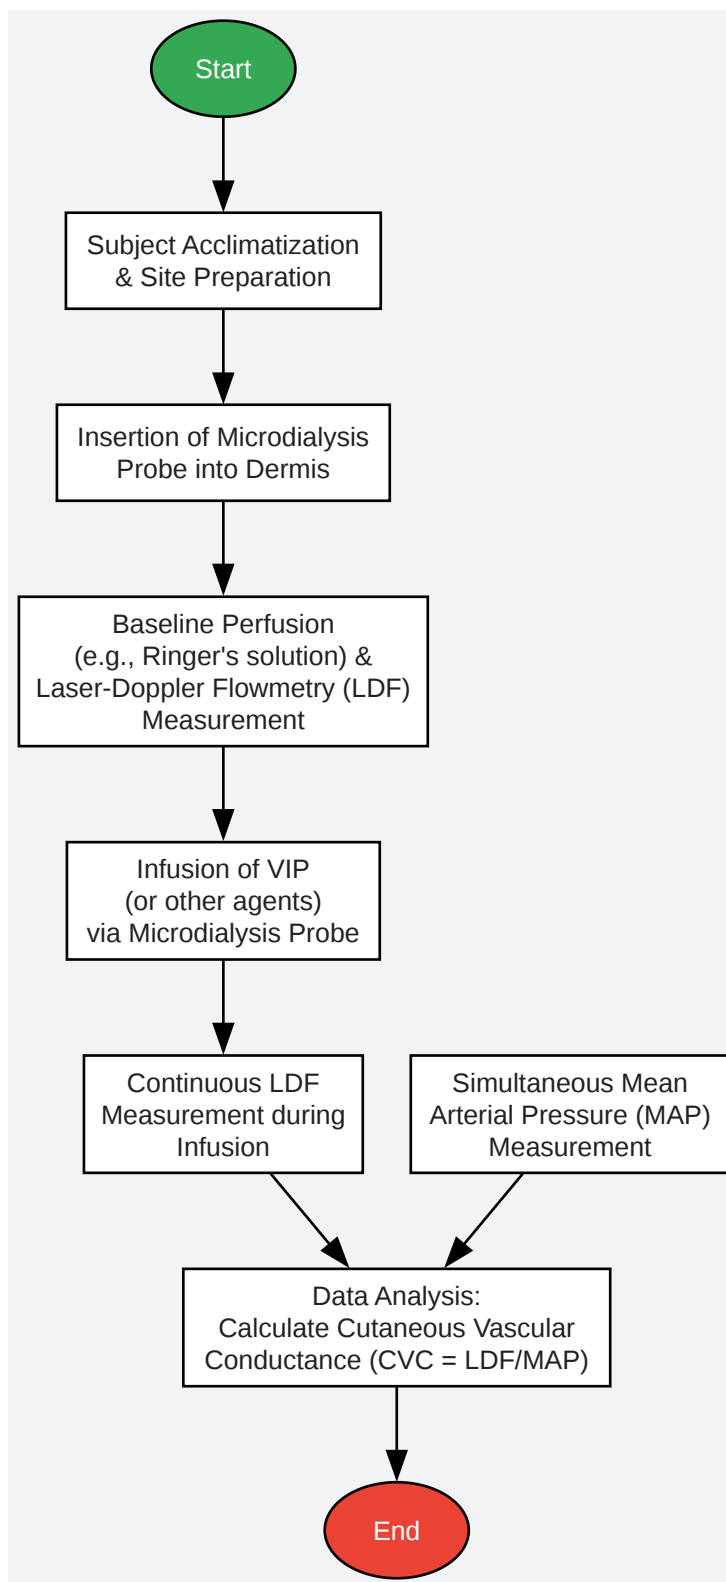 Start
Subject Acclimatization
& Site Preparation
Insertion of Microdialysis
Probe into Dermis
Baseline Perfusion
(e.g., Ringer's solution) &
Laser-Doppler Flowmetry (LDF)
Measurement
Infusion of VIP
(or other agents)
via Microdialysis Probe
Continuous LDF
Measurement during
Infusion
Simultaneous Mean
Arterial Pressure (MAP)
Measurement
Data Analysis:
Calculate Cutaneous Vascular
Conductance (CVC = LDF/MAP)
End